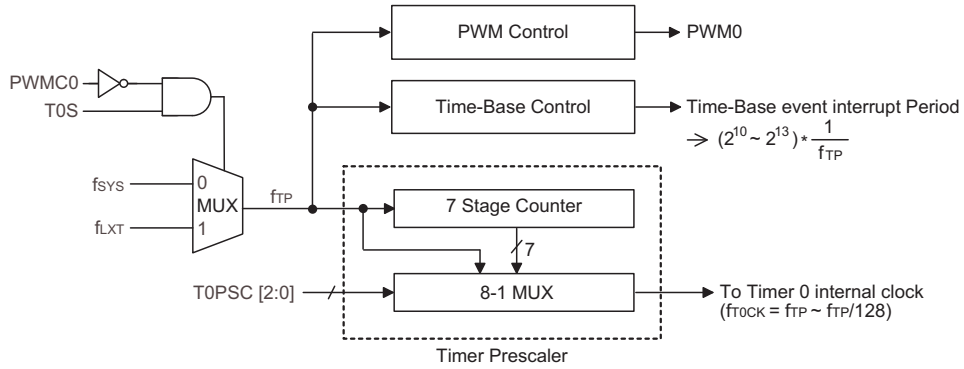 PWM Control
PWM0
PWMC0
T0S
Time-Base Control
Time-Base event interrupt Period
→ (2^10 ~ 2^13) * 1/fTP
fSYS
0
MUX
fTP
fLXT
1
7 Stage Counter
7
T0PSC [2:0]
8-1 MUX
To Timer 0 internal clock
(fT0CK = fTP ~ fTP/128)
Timer Prescaler